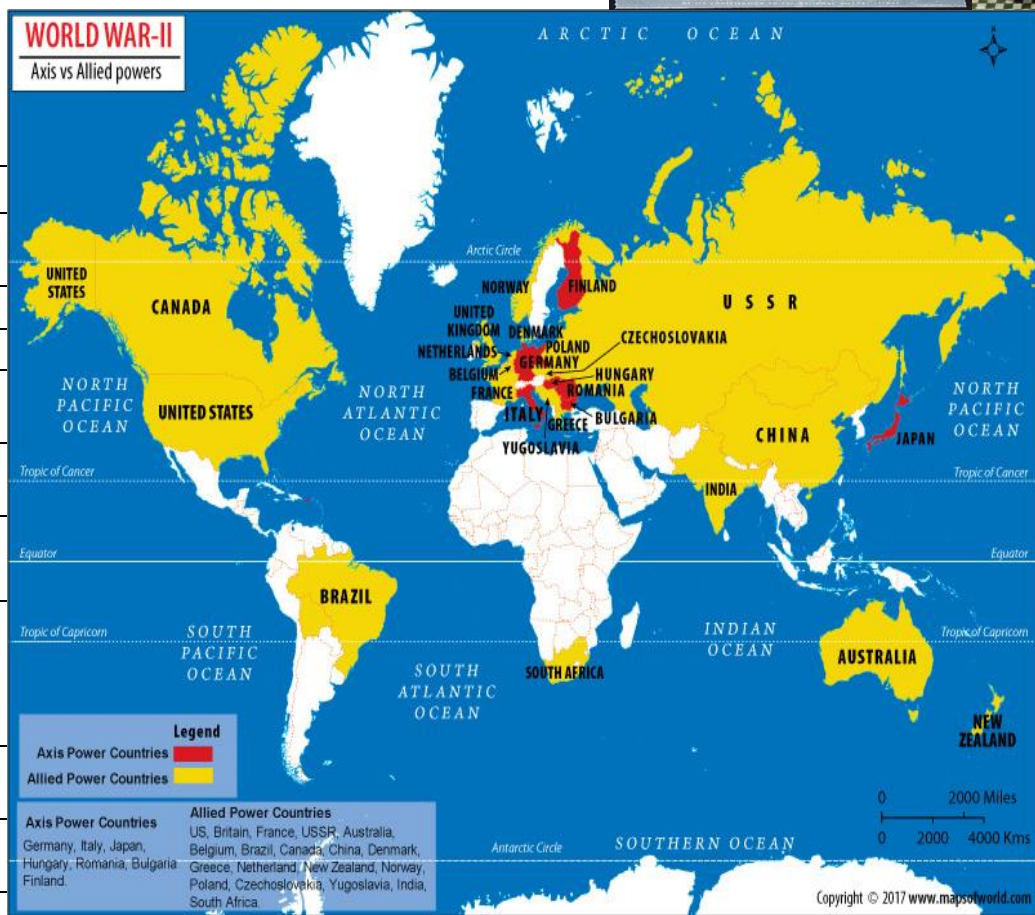 WORLD WAR-II
Axis vs Allied powers
ARCTIC OCEAN
Arctic Circle
UNITED
STATES
CANADA
NORWAY
FINLAND
U S S R
UNITED
KINGDOM
DENMARK
POLAND
CZECHOSLOVAKIA
NETHERLANDS
GERMANY
BELGIUM
HUNGARY
FRANCE
ROMANIA
NORTH
PACIFIC
OCEAN
UNITED STATES
NORTH
ATLANTIC
OCEAN
ITALY
GREECE
BULGARIA
YUGOSLAVIA
CHINA
JAPAN
NORTH
PACIFIC
OCEAN
Tropic of Cancer
Tropic of Cancer
INDIA
Equator
Equator
BRAZIL
Tropic of Capricorn
Tropic of Capricorn
SOUTH
PACIFIC
OCEAN
SOUTH
ATLANTIC
OCEAN
SOUTH AFRICA
INDIAN
OCEAN
AUSTRALIA
NEW
ZEALAND
Legend
Axis Power Countries
Allied Power Countries
Axis Power Countries
Germany, Italy, Japan,
Hungary, Romania, Bulgaria
Finland.
Allied Power Countries
US, Britain, France, USSR, Australia,
Belgium, Brazil, Canada, China, Denmark,
Greece, Netherland, New Zealand, Norway,
Poland, Czechoslovakia, Yugoslavia, India,
South Africa.
0 2000 Miles
0 2000 4000 Kms
Antarctic Circle
SOUTHERN OCEAN
Copyright © 2017 www.mapsofworld.com